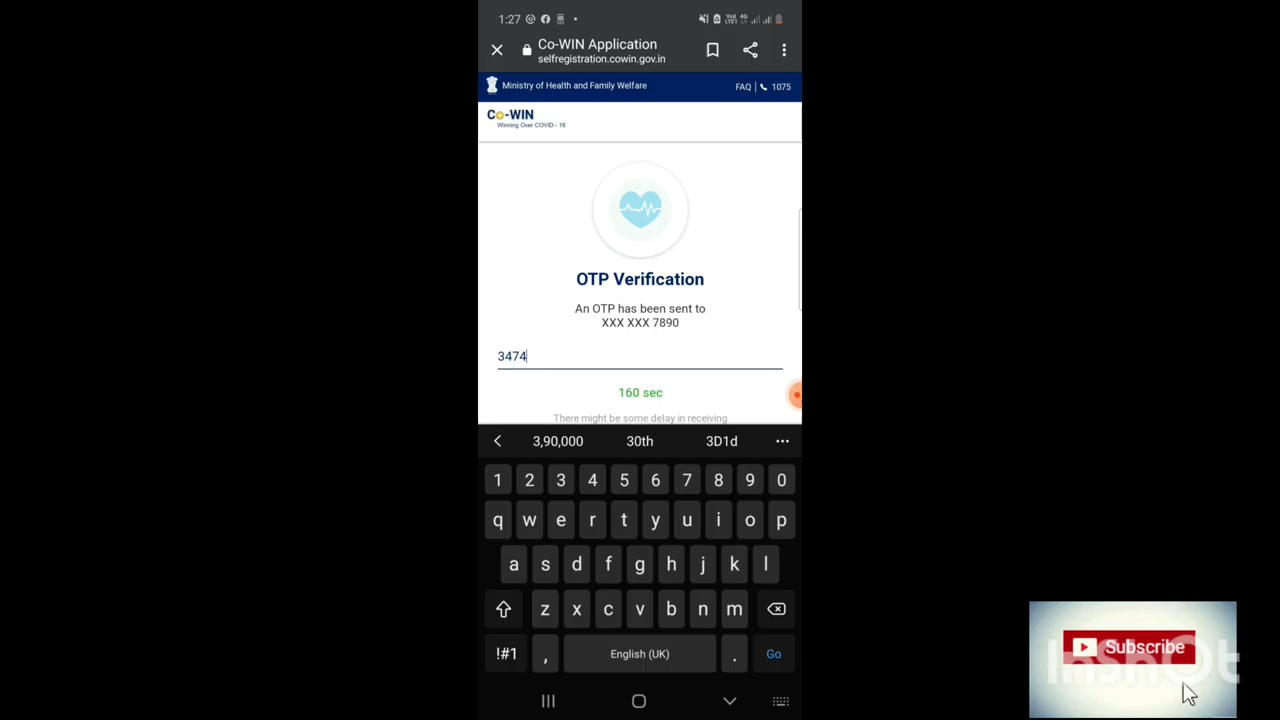 1:27
Co-WIN Application
selfregistration.cowin.gov.in
Ministry of Health and Family Welfare
FAQ | 1075
Co-WIN
Winning Over COVID - 19
OTP Verification
An OTP has been sent to
XXX XXX 7890
3474
160 sec
There might be some delay in receiving
3,90,000 30th 3D1d
1 2 3 4 5 6 7 8 9 0
q w e r t y u i o p
a s d f g h j k l
z x c v b n m
!#1 , English (UK) . Go
Subscribe
InShOt